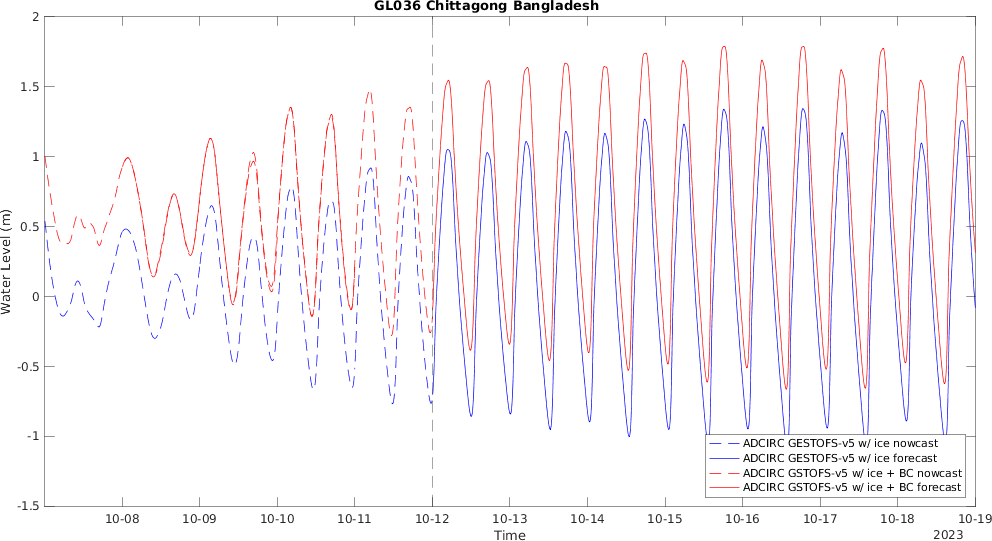 GL036 Chittagong Bangladesh
2
1.5
1
0.5
0
-0.5
-1
-1.5
Water Level (m)
10-08 10-09 10-10 10-11 10-12 10-13 10-14 10-15 10-16 10-17 10-18 10-19
Time
2023
ADCIRC GESTOFS-v5 w/ ice nowcast
ADCIRC GESTOFS-v5 w/ ice forecast
ADCIRC GSTOFS-v5 w/ ice + BC nowcast
ADCIRC GSTOFS-v5 w/ ice + BC forecast